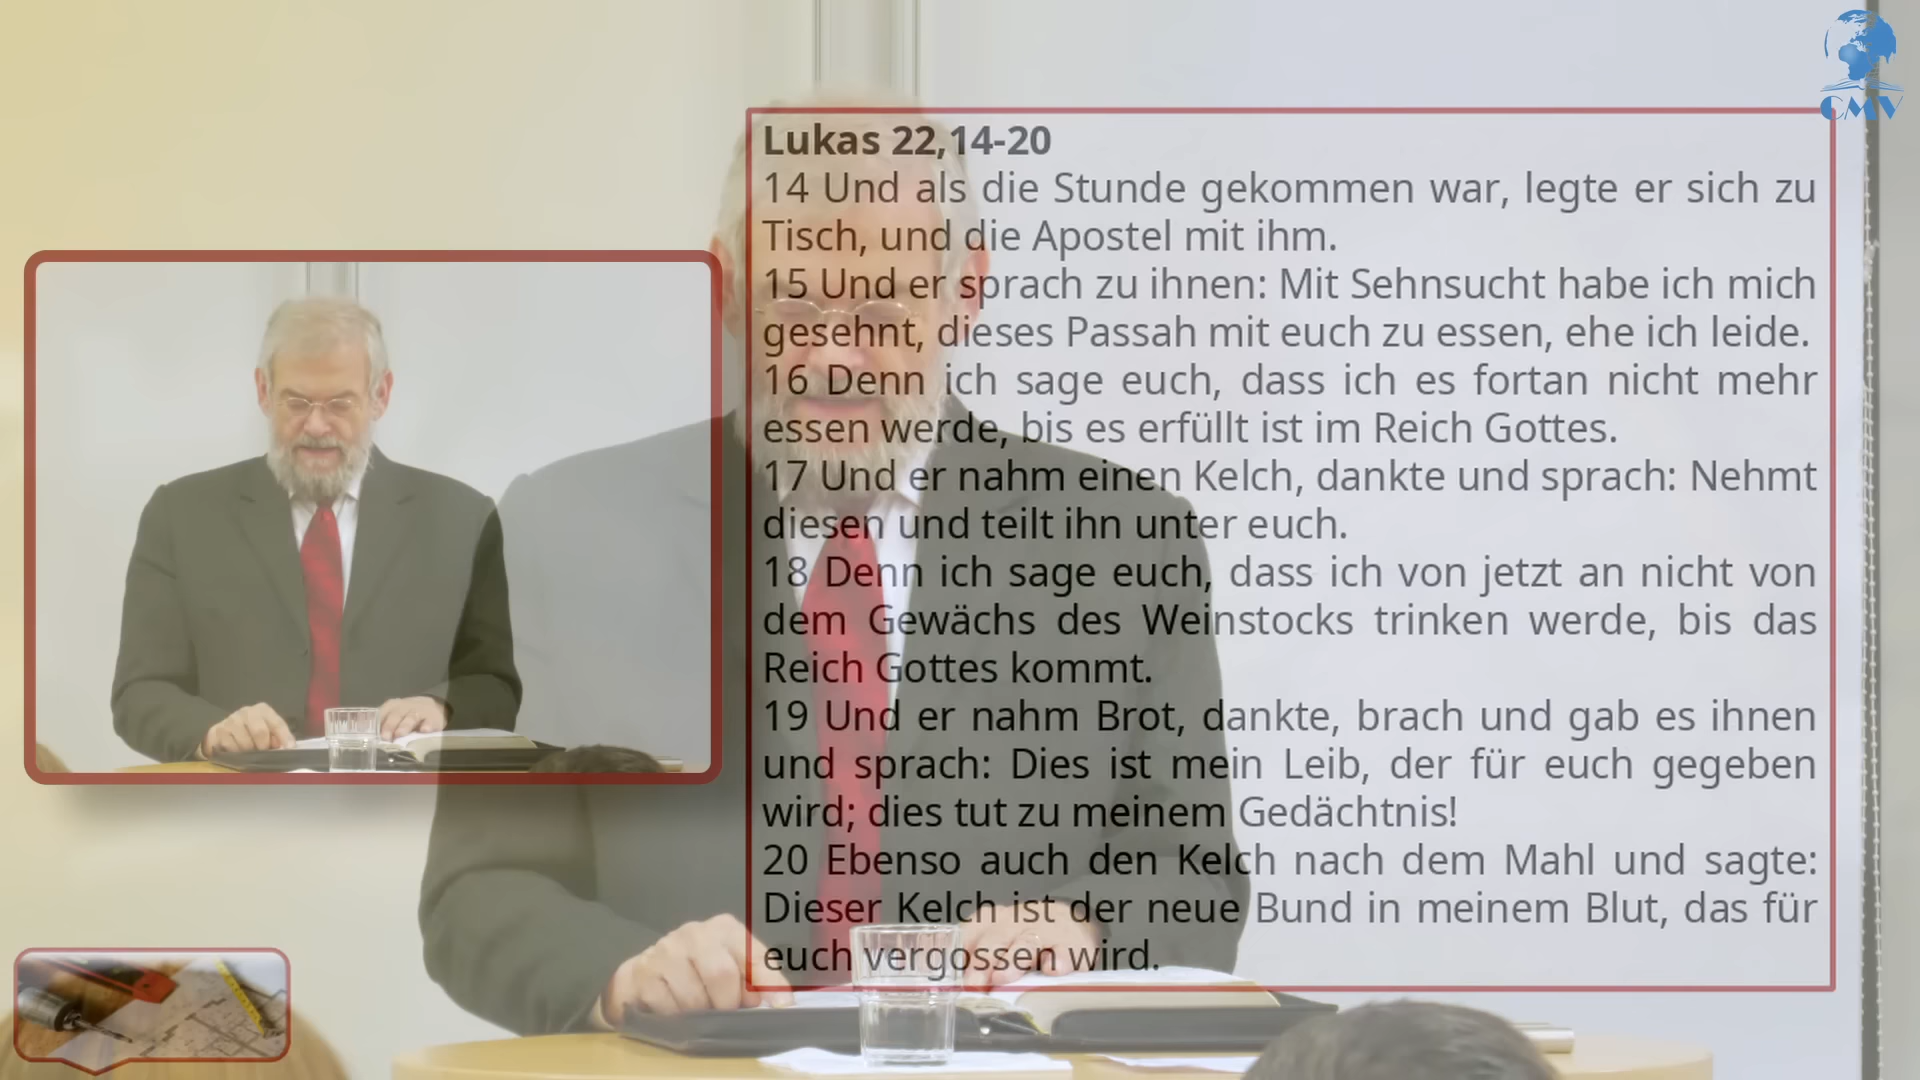 CMV
Lukas 22,14-20
14 Und als die Stunde gekommen war, legte er sich zu
Tisch, und die Apostel mit ihm.
15 Und er sprach zu ihnen: Mit Sehnsucht habe ich mich
gesehnt, dieses Passah mit euch zu essen, ehe ich leide.
16 Denn ich sage euch, dass ich es fortan nicht mehr
essen werde, bis es erfüllt ist im Reich Gottes.
17 Und er nahm einen Kelch, dankte und sprach: Nehmt
diesen und teilt ihn unter euch.
18 Denn ich sage euch, dass ich von jetzt an nicht von
dem Gewächs des Weinstocks trinken werde, bis das
Reich Gottes kommt.
19 Und er nahm Brot, dankte, brach und gab es ihnen
und sprach: Dies ist mein Leib, der für euch gegeben
wird; dies tut zu meinem Gedächtnis!
20 Ebenso auch den Kelch nach dem Mahl und sagte:
Dieser Kelch ist der neue Bund in meinem Blut, das für
euch vergossen wird.